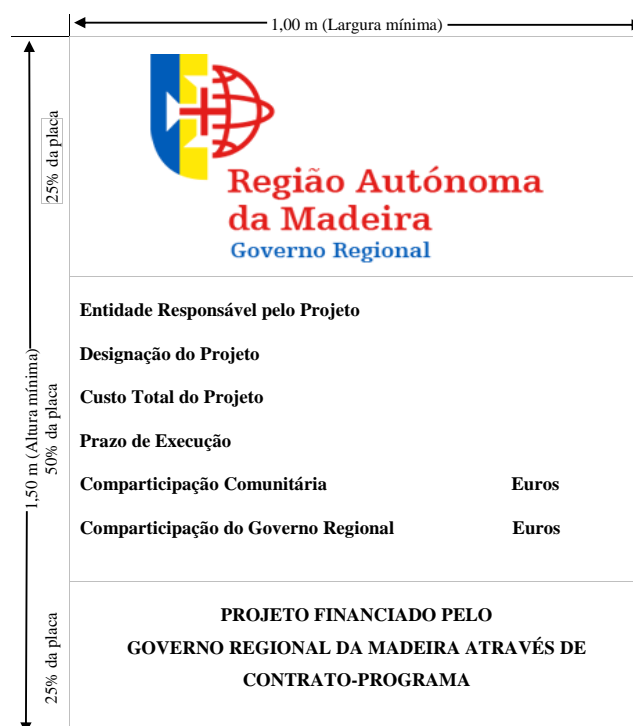 1,00 m (Largura mínima)
25% da placa
Região Autónoma
da Madeira
Governo Regional
1,50 m (Altura mínima)
50% da placa
Entidade Responsável pelo Projeto
Designação do Projeto
Custo Total do Projeto
Prazo de Execução
Comparticipação Comunitária Euros
Comparticipação do Governo Regional Euros
25% da placa
PROJETO FINANCIADO PELO
GOVERNO REGIONAL DA MADEIRA ATRAVÉS DE
CONTRATO-PROGRAMA